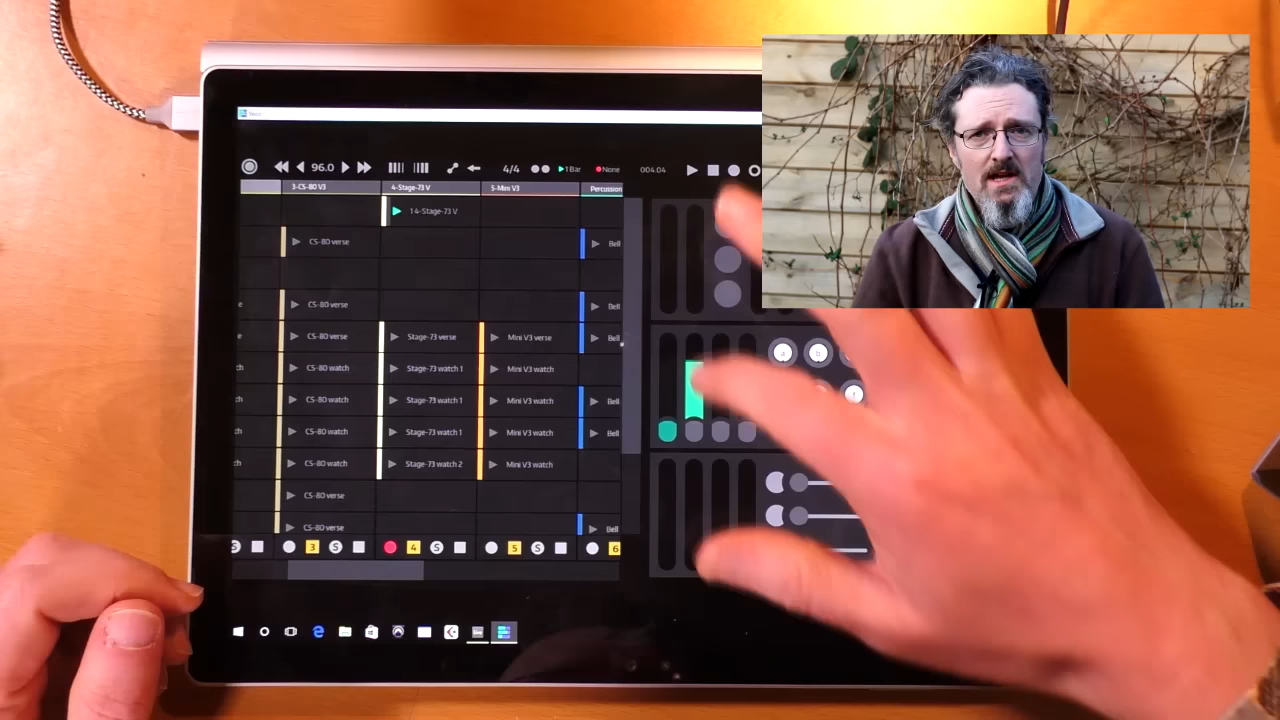 96.0 4/4 1 Bar None 004.04
3-CS-80 V3 4-Stage-73 V 5-Mini V3 Percussion
14-Stage-73 V
CS-80 verse Bell
CS-80 verse Bell
Stage-73 verse Mini V3 verse Bell
CS-80 verse
CS-80 watch Stage-73 watch 1 Mini V3 watch
CS-80 watch Stage-73 watch 1 Mini V3 watch Bell
CS-80 watch Stage-73 watch 1 Mini V3 watch Bell
CS-80 watch Stage-73 watch 2 Mini V3 watch
CS-80 verse
CS-80 verse Bell
S 3 S 4 S 5 S 6
a b